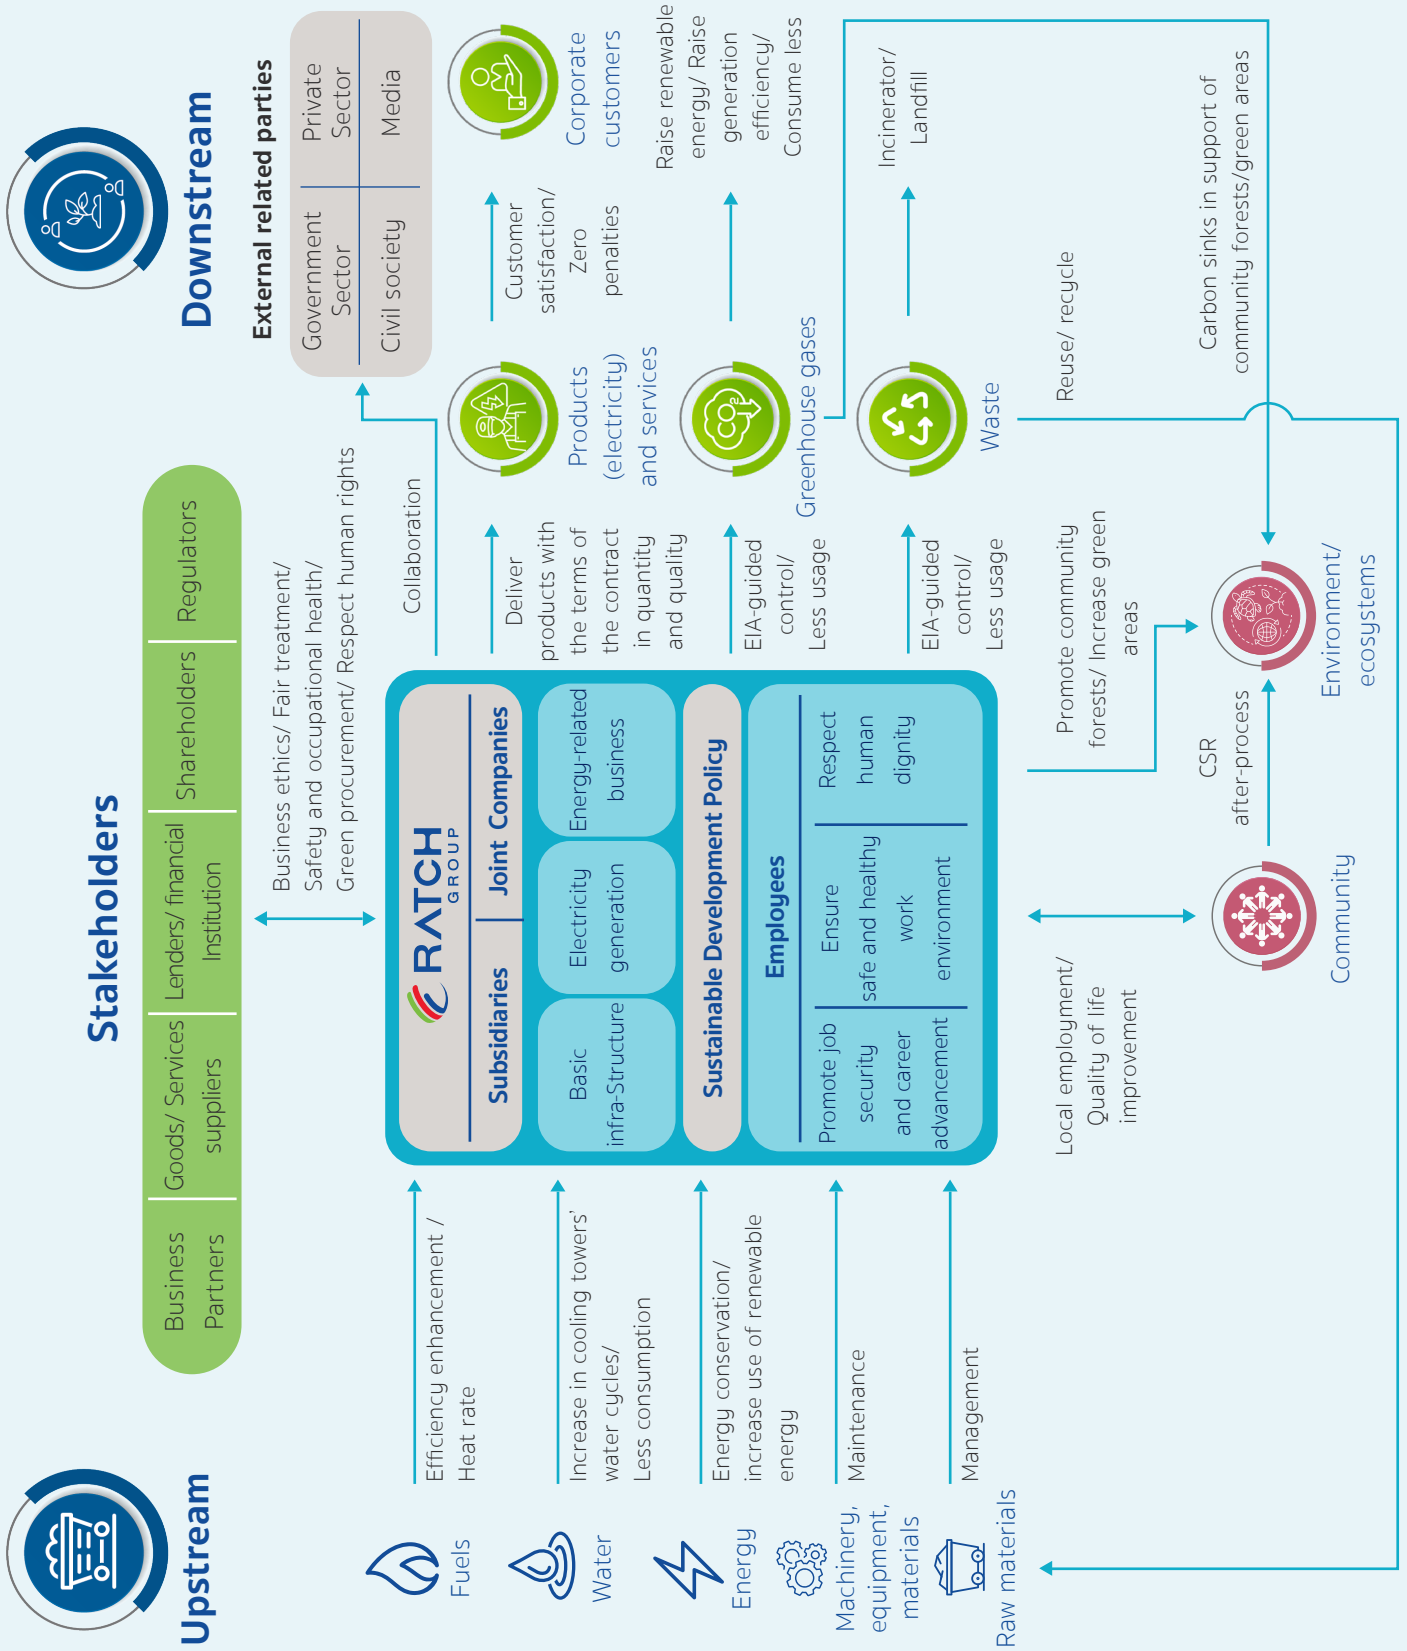 Upstream
Stakeholders
Downstream
Business
Partners
Goods/ Services
suppliers
Lenders/ financial
Institution
Shareholders
Regulators
Business ethics/ Fair treatment/
Safety and occupational health/
Green procurement/ Respect human rights
External related parties
Government
Sector
Private
Sector
Civil society
Media
Collaboration
Fuels
Efficiency enhancement /
Heat rate
Water
Increase in cooling towers’
water cycles/
Less consumption
Energy
Energy conservation/
increase use of renewable
energy
Machinery,
equipment,
materials
Maintenance
Raw materials
Management
RATCH
GROUP
Subsidiaries
Joint Companies
Basic
infra-Structure
Electricity
generation
Energy-related
business
Sustainable Development Policy
Employees
Promote job
security
and career
advancement
Ensure
safe and healthy
work
environment
Respect
human
dignity
Deliver
products with
the terms of
the contract
in quantity
and quality
Products
(electricity)
and services
Customer
satisfaction/
Zero
penalties
Corporate
customers
EIA-guided
control/
Less usage
CO2
Greenhouse gases
Raise renewable
energy/ Raise
generation
efficiency/
Consume less
EIA-guided
control/
Less usage
Waste
Incinerator/
Landfill
Reuse/ recycle
Local employment/
Quality of life
improvement
Promote community
forests/ Increase green
areas
Community
CSR
after-process
Environment/
ecosystems
Carbon sinks in support of
community forests/green areas